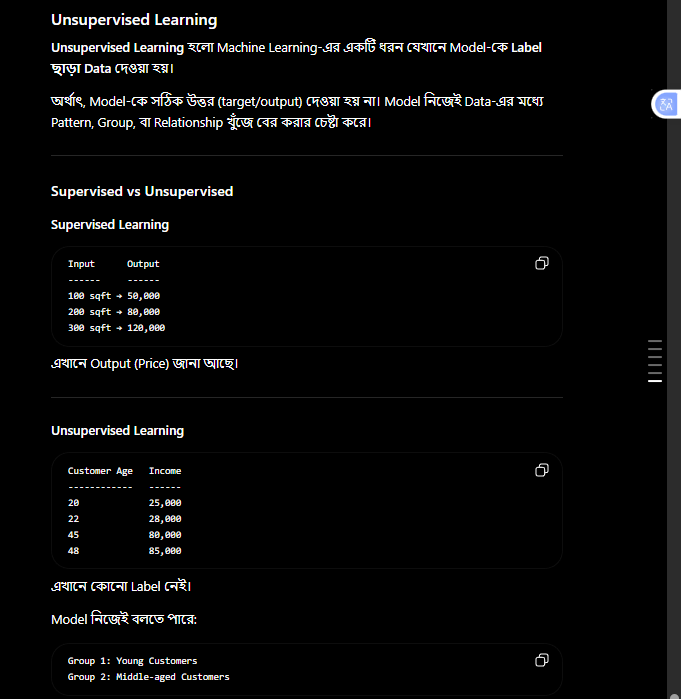 Unsupervised Learning
Unsupervised Learning হলো Machine Learning-এর একটি ধরন যেখানে Model-কে Label
ছাড়া Data দেওয়া হয়।
অর্থাৎ, Model-কে সঠিক উত্তর (target/output) দেওয়া হয় না। Model নিজেই Data-এর মধ্যে
Pattern, Group, বা Relationship খুঁজে বের করার চেষ্টা করে।
Supervised vs Unsupervised
Supervised Learning
Input Output
------ ------
100 sqft → 50,000
200 sqft → 80,000
300 sqft → 120,000
এখানে Output (Price) জানা আছে।
Unsupervised Learning
Customer Age Income
------------ ------
20 25,000
22 28,000
45 80,000
48 85,000
এখানে কোনো Label নেই।
Model নিজেই বলতে পারে:
Group 1: Young Customers
Group 2: Middle-aged Customers